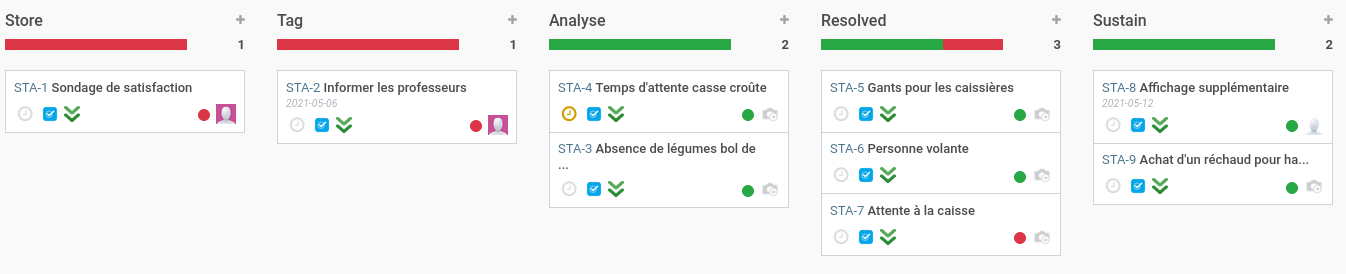 Store +
1
STA-1 Sondage de satisfaction
Tag +
1
STA-2 Informer les professeurs
2021-05-06
Analyse +
2
STA-4 Temps d'attente casse croûte
STA-3 Absence de légumes bol de
...
Resolved +
3
STA-5 Gants pour les caissières
STA-6 Personne volante
STA-7 Attente à la caisse
Sustain +
2
STA-8 Affichage supplémentaire
2021-05-12
STA-9 Achat d'un réchaud pour ha...